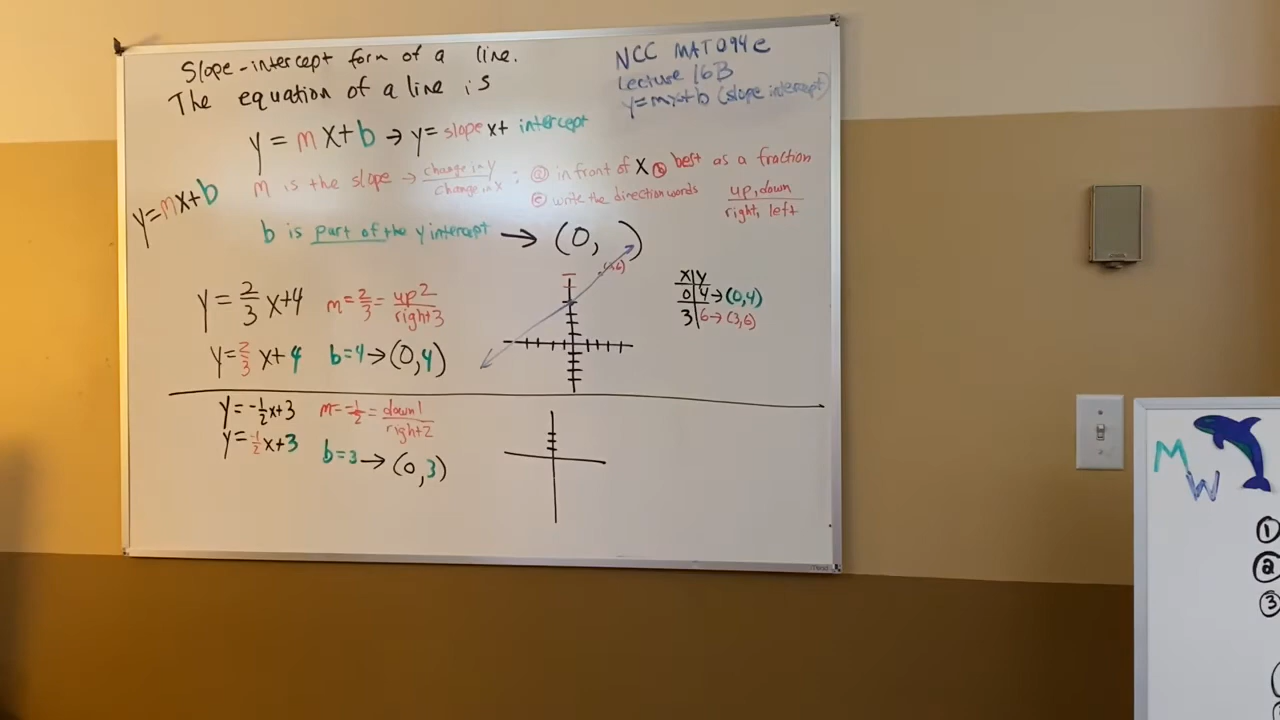 Slope-intercept form of a line.
The equation of a line is
NCC MAT094e
Lecture 16B
y=mx+b (slope intercept)
y=mx+b → y=slope x+ intercept
y=mx+b
m is the slope → change in y / change in x : ⓐ in front of x ⓑ best as a fraction
ⓒ write the direction words up, down / right, left
b is part of the y intercept → (0, )
y=2/3 x+4 m=2/3=up 2/right 3
y=2/3 x+4 b=4→(0,4)
x|y
0|4→(0,4)
3|6→(3,6)
y=-1/2x+3 m=-1/2=down 1/right 2
y=-1/2x+3 b=3→(0,3)
M
W
①
②
③